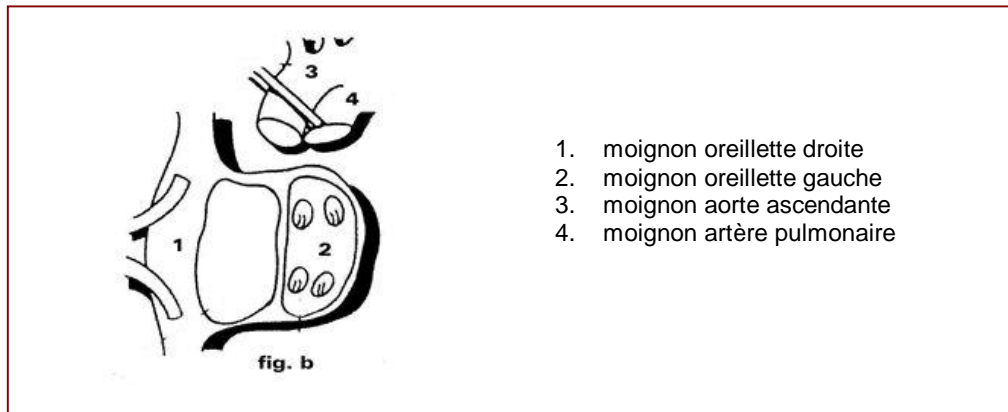 3
4
1
2
fig. b
1. moignon oreillette droite
2. moignon oreillette gauche
3. moignon aorte ascendante
4. moignon artère pulmonaire